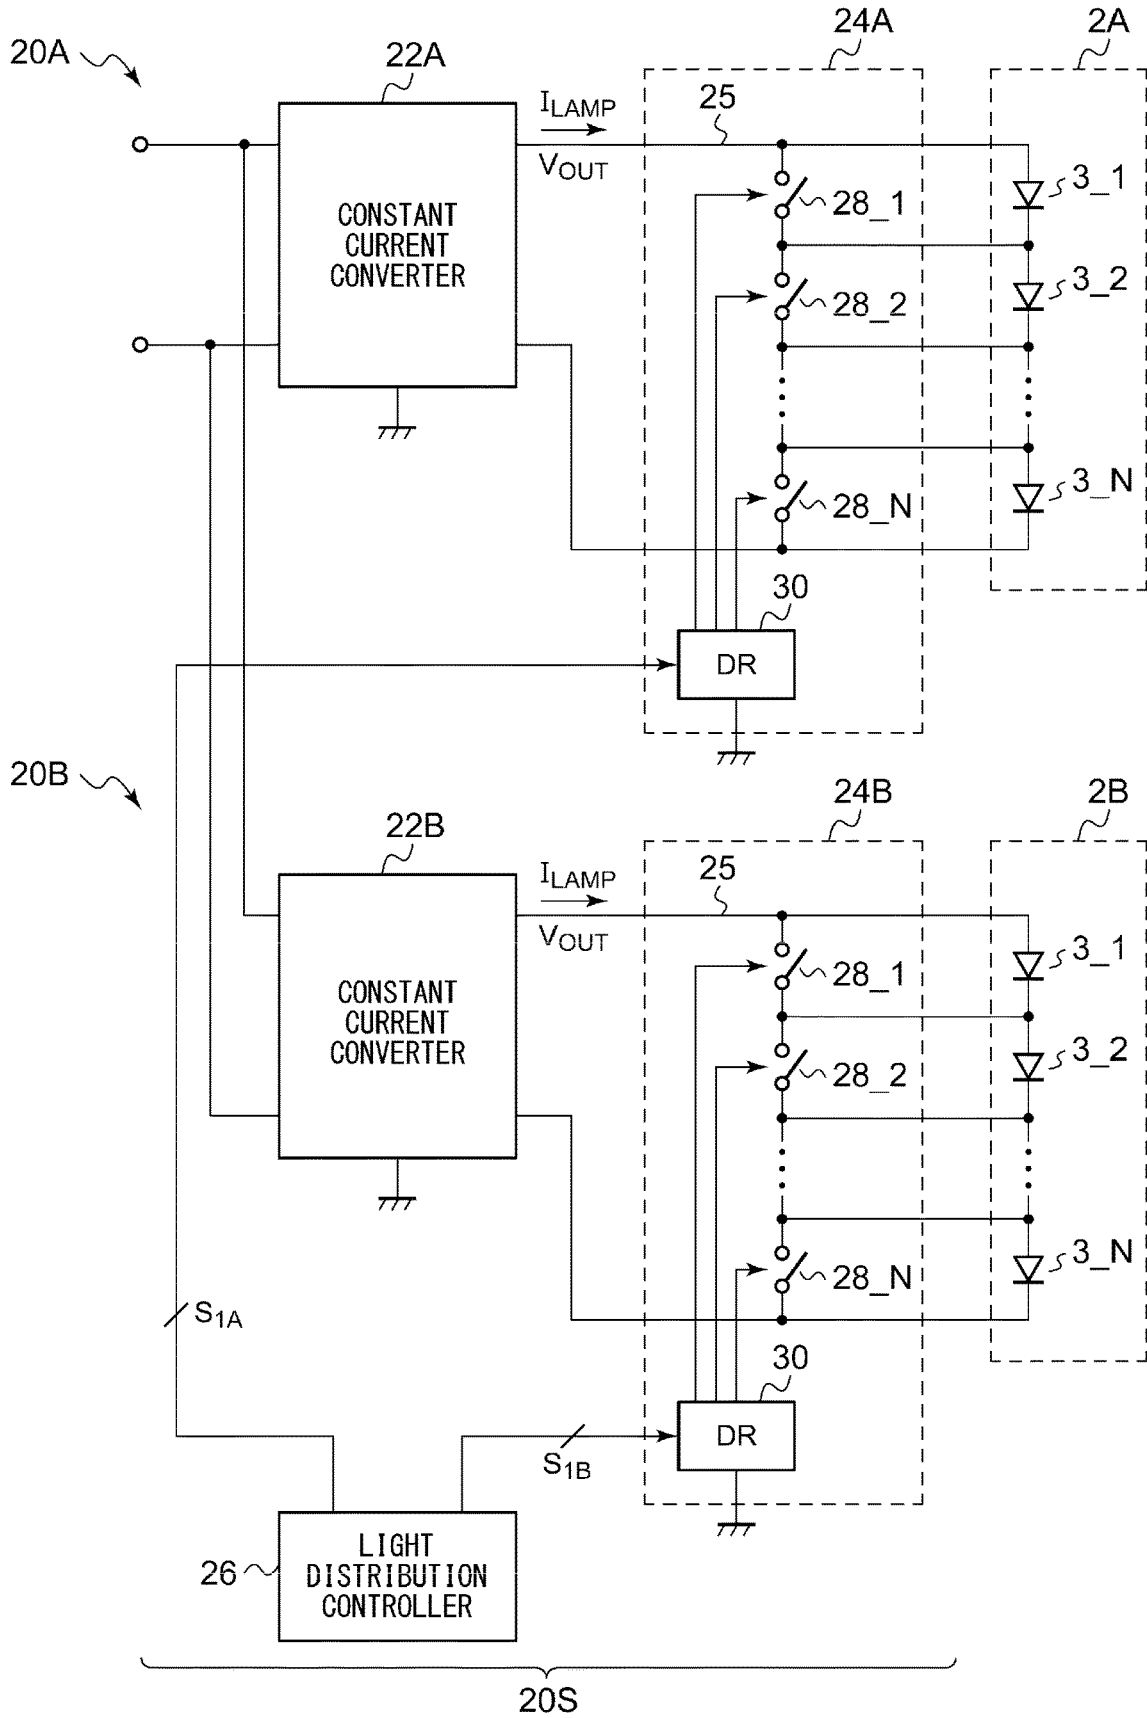 20A
22A
24A
2A
I_LAMP
25
V_OUT
CONSTANT
CURRENT
CONVERTER
28_1
3_1
28_2
3_2
28_N
3_N
30
DR
20B
22B
24B
2B
I_LAMP
25
V_OUT
CONSTANT
CURRENT
CONVERTER
28_1
3_1
28_2
3_2
28_N
3_N
S_1A
30
DR
S_1B
26
LIGHT
DISTRIBUTION
CONTROLLER
20S